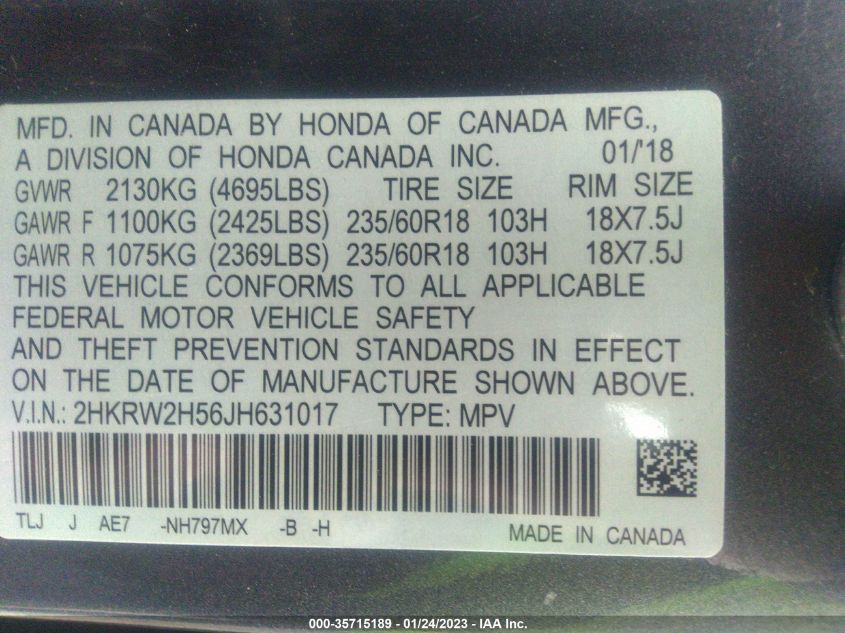 MFD. IN CANADA BY HONDA OF CANADA MFG.,
A DIVISION OF HONDA CANADA INC. 01/'18
GVWR 2130KG (4695LBS) TIRE SIZE RIM SIZE
GAWR F 1100KG (2425LBS) 235/60R18 103H 18X7.5J
GAWR R 1075KG (2369LBS) 235/60R18 103H 18X7.5J
THIS VEHICLE CONFORMS TO ALL APPLICABLE
FEDERAL MOTOR VEHICLE SAFETY
AND THEFT PREVENTION STANDARDS IN EFFECT
ON THE DATE OF MANUFACTURE SHOWN ABOVE.
V.I.N.: 2HKRW2H56JH631017 TYPE: MPV
TLJ J AE7 -NH797MX -B -H
MADE IN CANADA
000-35715189 - 01/24/2023 - IAA Inc.